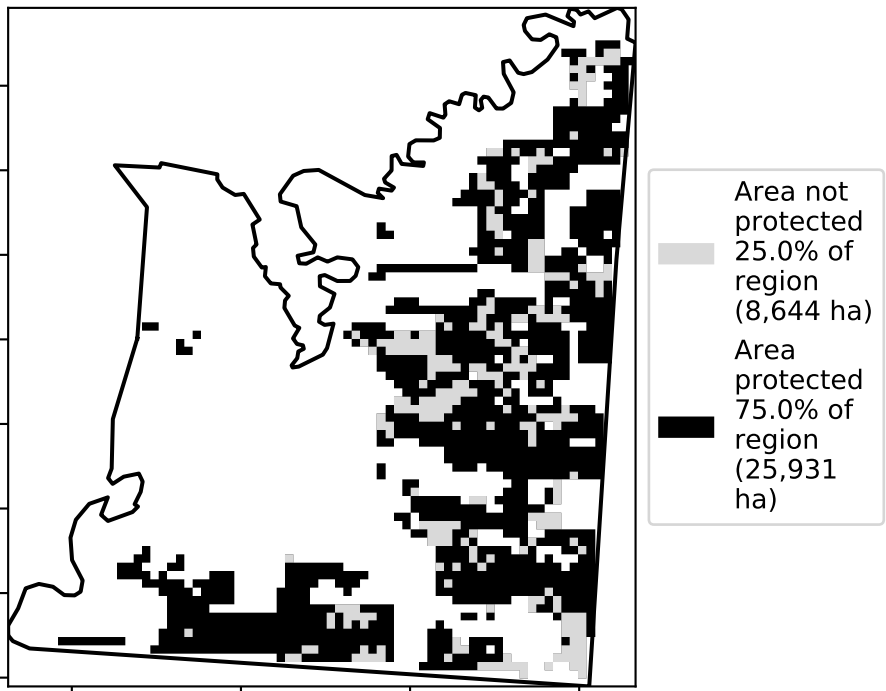 Area not
protected
25.0% of
region
(8,644 ha)
Area
protected
75.0% of
region
(25,931
ha)